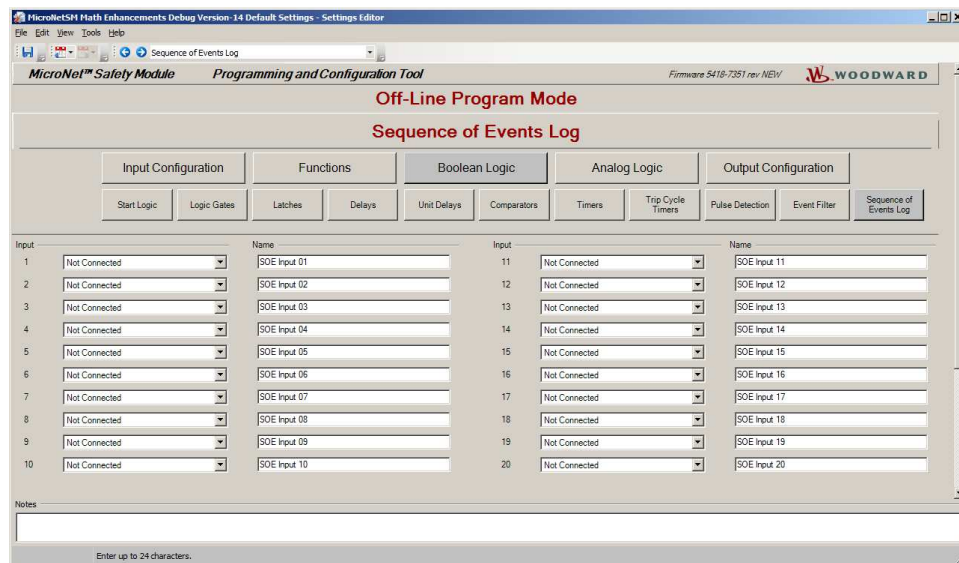 MicroNetSM Math Enhancements Debug Version-14 Default Settings - Settings Editor
File Edit View Tools Help
Sequence of Events Log
MicroNet™ Safety Module Programming and Configuration Tool Firmware 5418-7351 rev NEW WOODWARD
Off-Line Program Mode
Sequence of Events Log
Input Configuration Functions Boolean Logic Analog Logic Output Configuration
Start Logic Logic Gates Latches Delays Unit Delays Comparators Timers Trip Cycle Timers Pulse Detection Event Filter Sequence of Events Log
Input Name Input Name
1 Not Connected SOE Input 01 11 Not Connected SOE Input 11
2 Not Connected SOE Input 02 12 Not Connected SOE Input 12
3 Not Connected SOE Input 03 13 Not Connected SOE Input 13
4 Not Connected SOE Input 04 14 Not Connected SOE Input 14
5 Not Connected SOE Input 05 15 Not Connected SOE Input 15
6 Not Connected SOE Input 06 16 Not Connected SOE Input 16
7 Not Connected SOE Input 07 17 Not Connected SOE Input 17
8 Not Connected SOE Input 08 18 Not Connected SOE Input 18
9 Not Connected SOE Input 09 19 Not Connected SOE Input 19
10 Not Connected SOE Input 10 20 Not Connected SOE Input 20
Notes
Enter up to 24 characters.